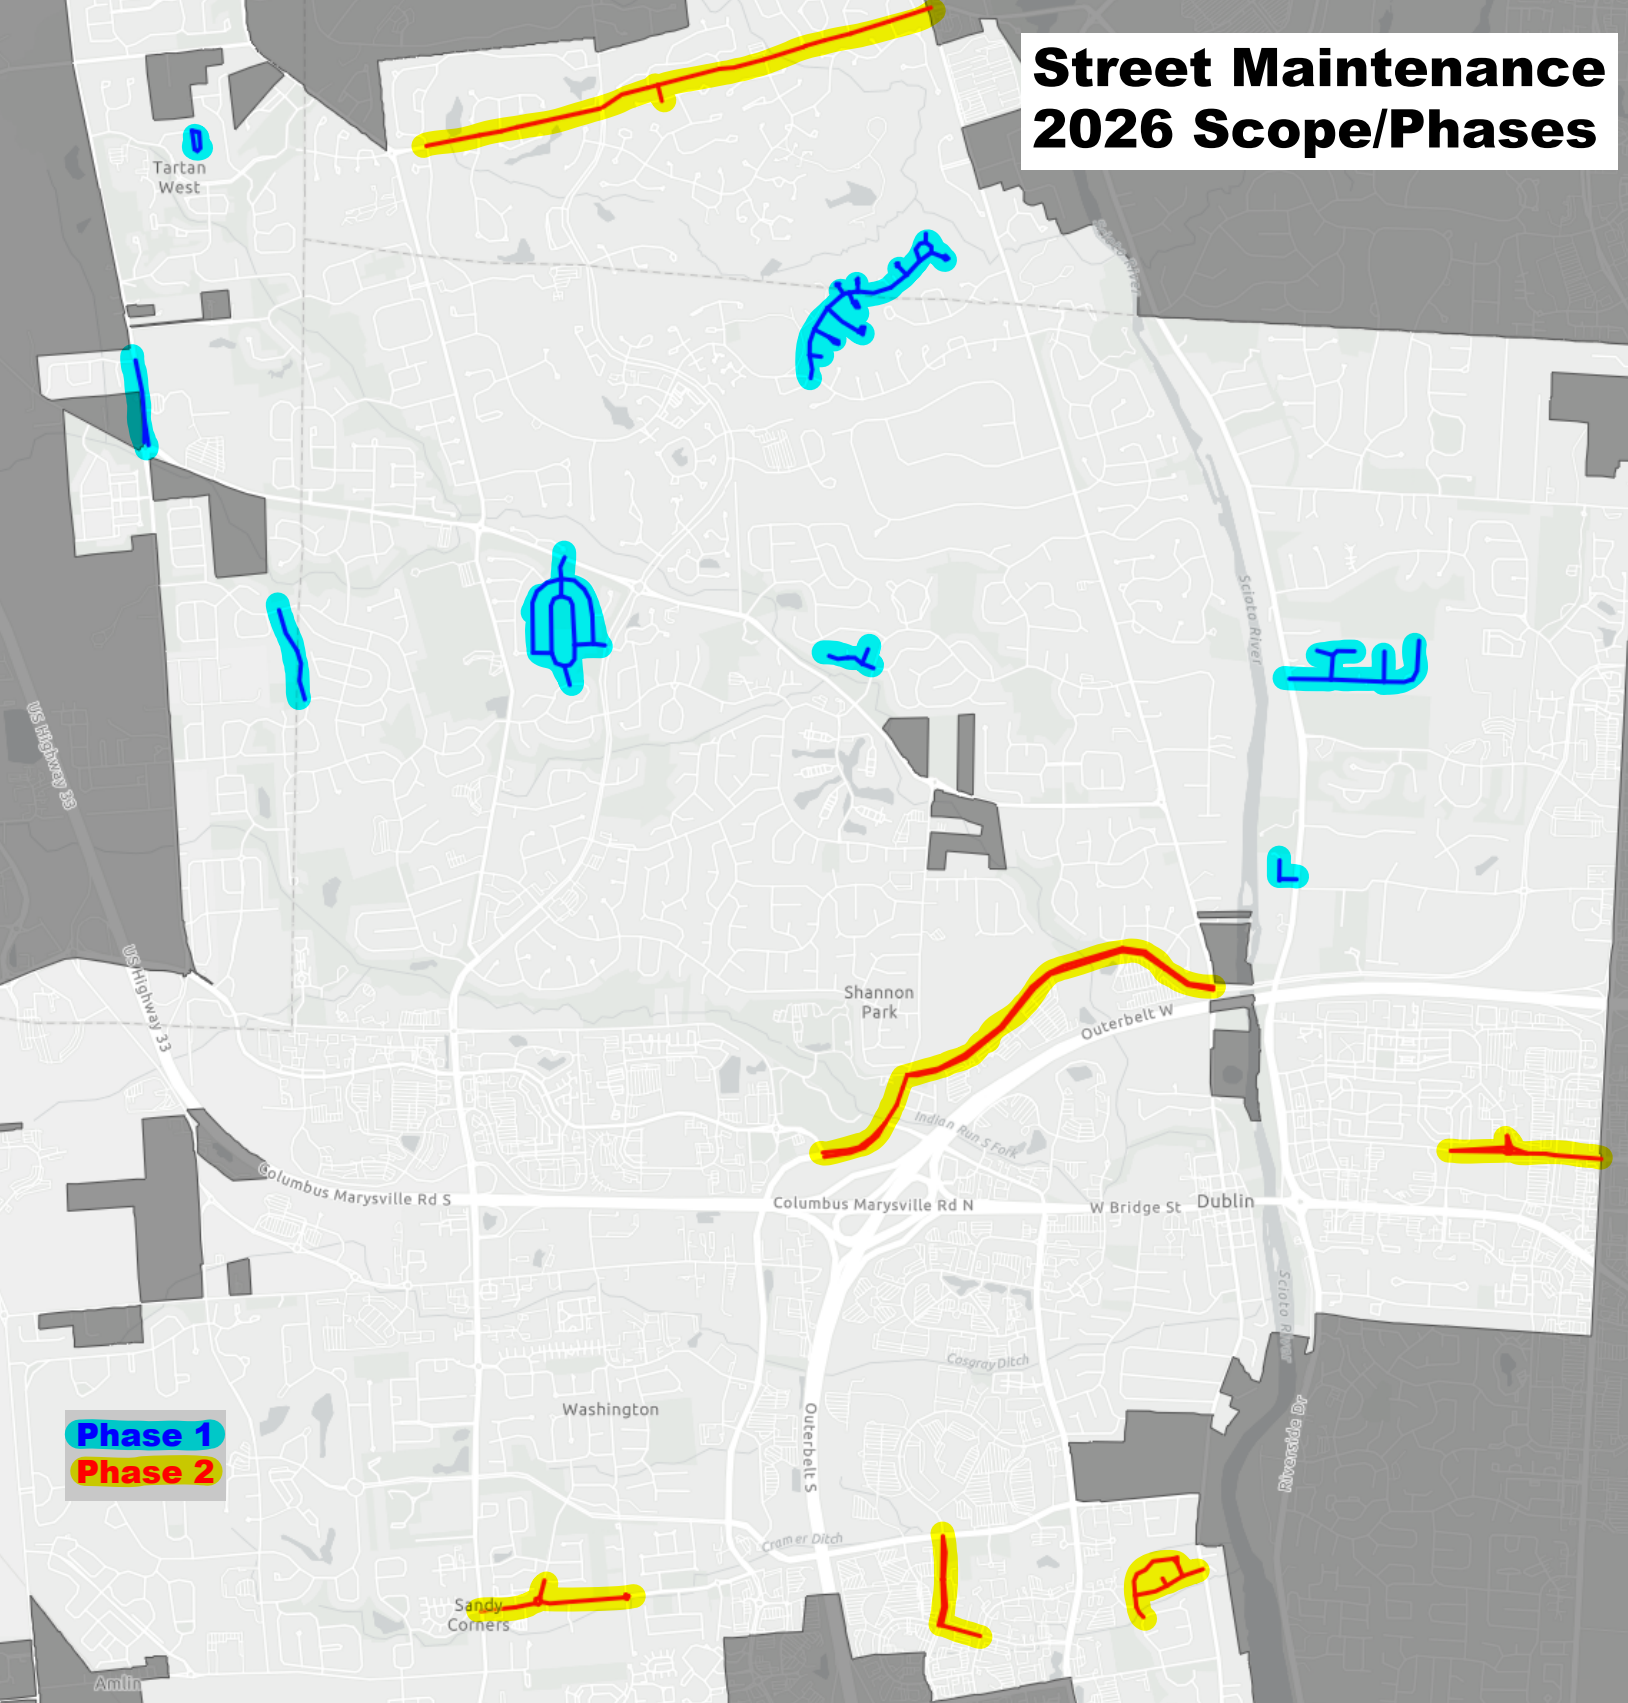 Street Maintenance
2026 Scope/Phases
Tartan
West
Scioto River
Scioto River
US Highway 33
US Highway 33
Shannon
Park
Outerbelt W
Indian Run S Fork
Columbus Marysville Rd S
Columbus Marysville Rd N
W Bridge St
Dublin
Scioto River
Cosgray Ditch
Washington
Outerbelt S
Riverside Dr
Phase 1
Phase 2
Cramer Ditch
Sandy
Corners
Amlin